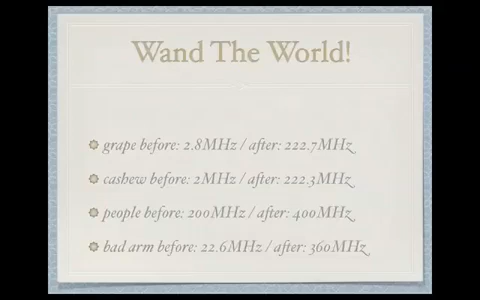 Wand The World!
grape before: 2.8MHz / after: 222.7MHz
cashew before: 2MHz / after: 222.3MHz
people before: 200MHz / after: 400MHz
bad arm before: 22.6MHz / after: 360MHz